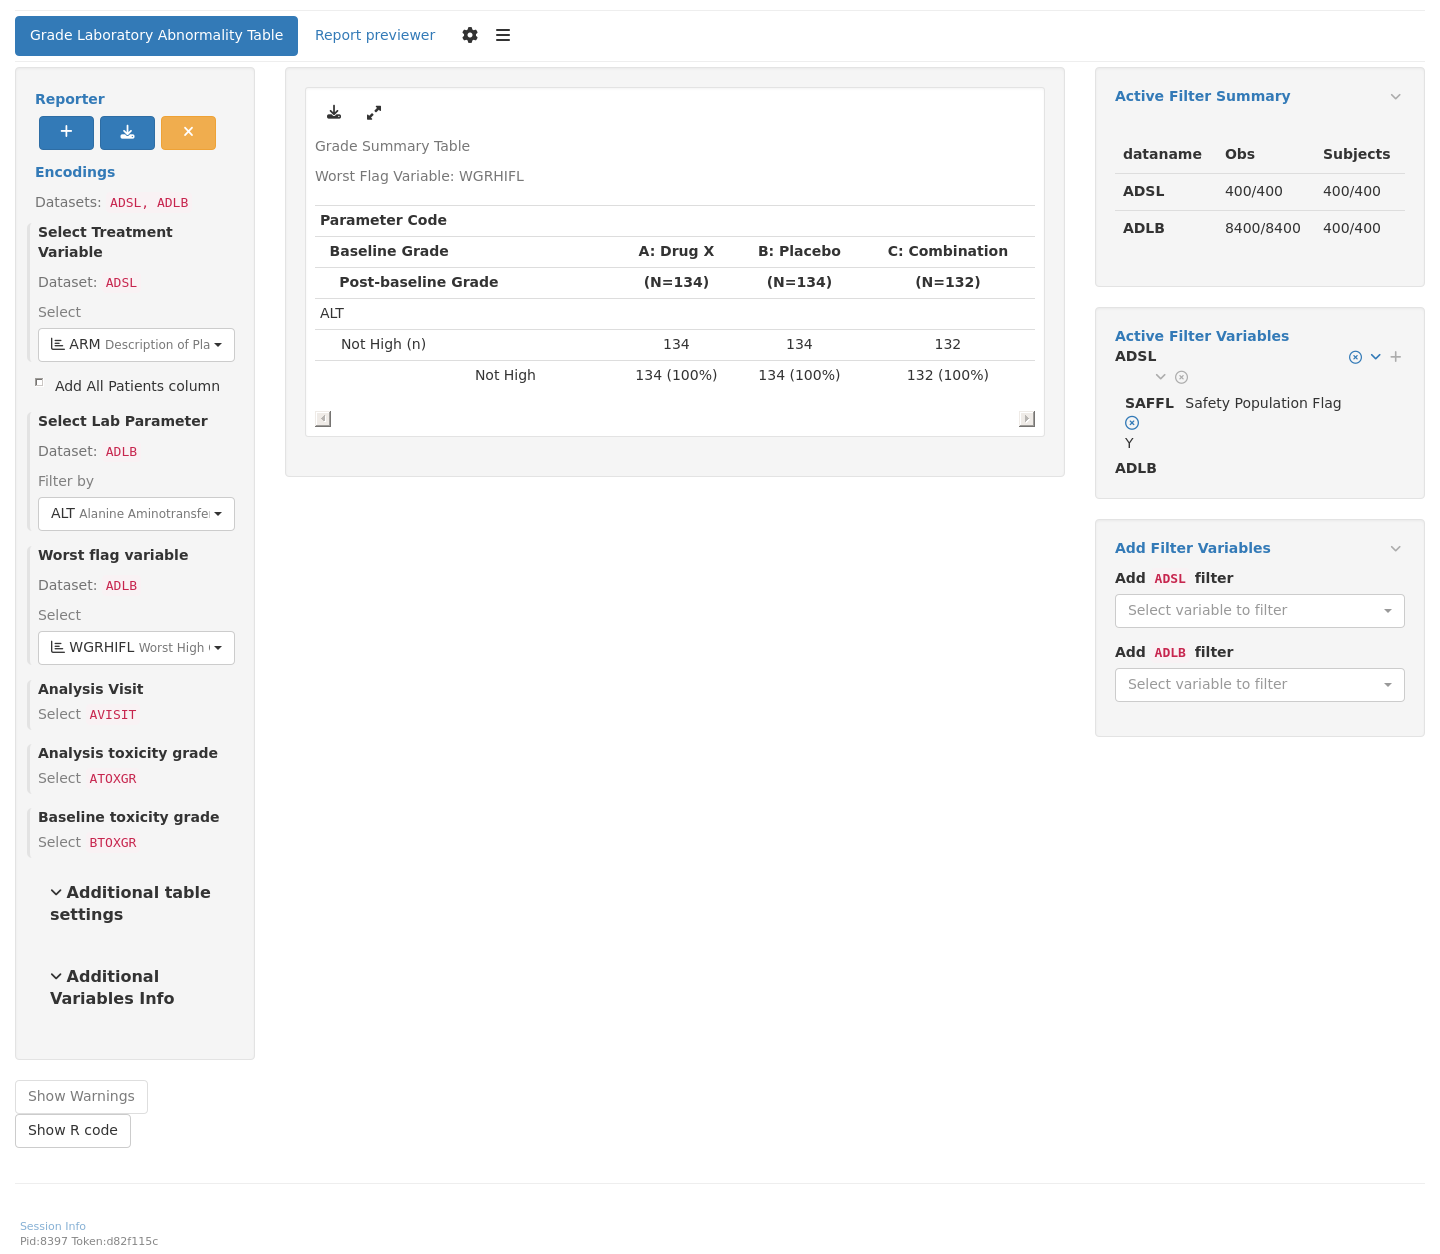 Grade Laboratory Abnormality Table
Report previewer
Reporter
Encodings
Datasets: ADSL, ADLB
Select Treatment
Variable
Dataset: ADSL
Select
ARM Description of Pla
Add All Patients column
Select Lab Parameter
Dataset: ADLB
Filter by
ALT Alanine Aminotransfe
Worst flag variable
Dataset: ADLB
Select
WGRHIFL Worst High
Analysis Visit
Select AVISIT
Analysis toxicity grade
Select ATOXGR
Baseline toxicity grade
Select BTOXGR
Additional table
settings
Additional
Variables Info
Show Warnings
Show R code
Grade Summary Table
Worst Flag Variable: WGRHIFL
Parameter Code
Baseline Grade A: Drug X B: Placebo C: Combination
Post-baseline Grade (N=134) (N=134) (N=132)
ALT
Not High (n) 134 134 132
Not High 134 (100%) 134 (100%) 132 (100%)
Active Filter Summary
dataname Obs Subjects
ADSL 400/400 400/400
ADLB 8400/8400 400/400
Active Filter Variables
ADSL
SAFFL Safety Population Flag
Y
ADLB
Add Filter Variables
Add ADSL filter
Select variable to filter
Add ADLB filter
Select variable to filter
Session Info
Pid:8397 Token:d82f115c